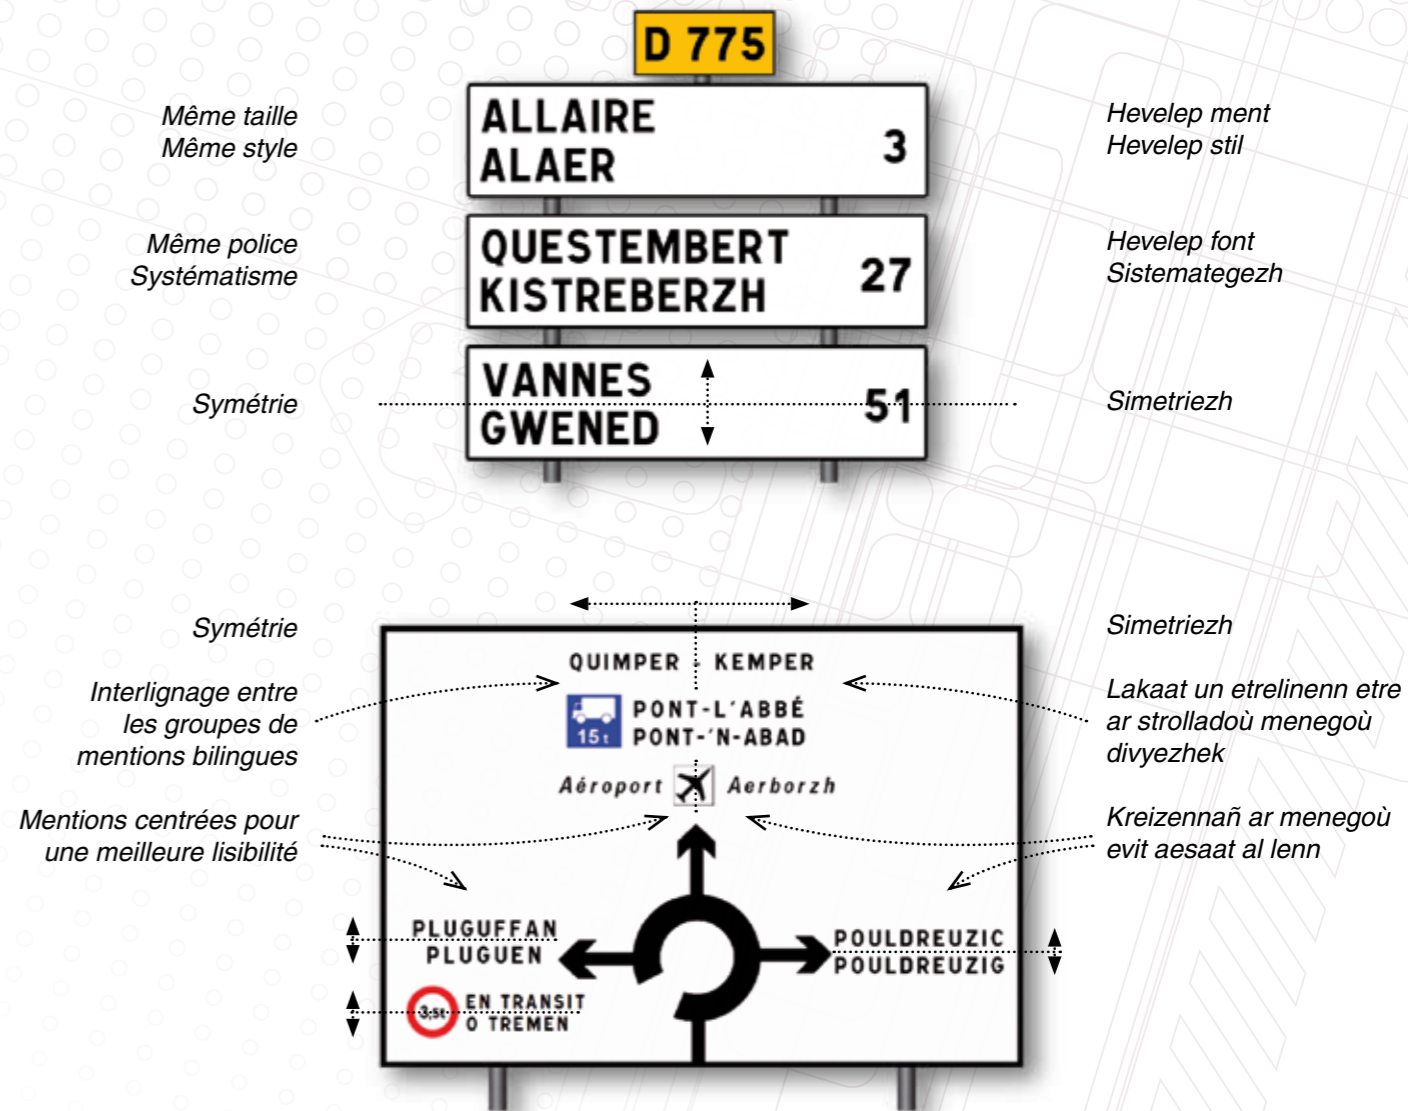 D 775
Même taille
Même style
ALLAIRE
ALAER
3
Hevelep ment
Hevelep stil
Même police
Systématisme
QUESTEMBERT
KISTREBERZH
27
Hevelep font
Sistemategezh
Symétrie
VANNES
GWENED
51
Simetriezh
Symétrie
Simetriezh
QUIMPER - KEMPER
Interlignage entre
les groupes de
mentions bilingues
15t
PONT-L'ABBÉ
PONT-'N-ABAD
Lakaat un etrelinenn etre
ar strolladoù menegoù
divyezhek
Aéroport Aerborzh
Mentions centrées pour
une meilleure lisibilité
Kreizennañ ar menegoù
evit aesaat al lenn
PLUGUFFAN
PLUGUEN
POULDREUZIC
POULDREUZIG
3,5t
EN TRANSIT
O TREMEN